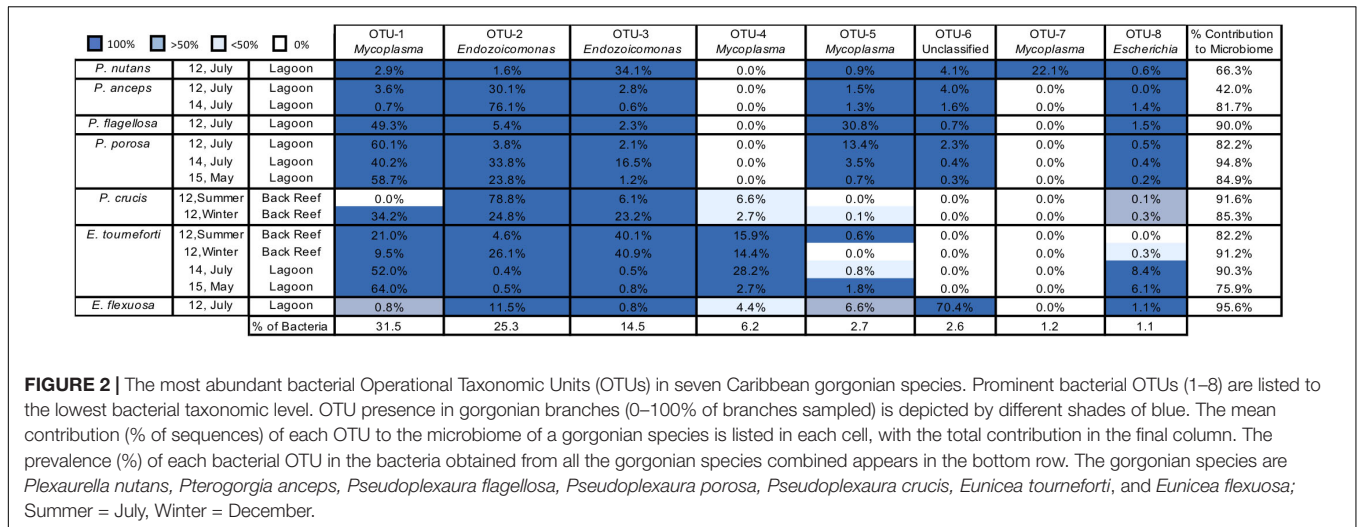 OTU-1 OTU-2 OTU-3 OTU-4 OTU-5 OTU-6 OTU-7 OTU-8 % Contribution
100% >50% <50% 0% Mycoplasma Endozoicomonas Endozoicomonas Mycoplasma Mycoplasma Unclassified Mycoplasma Escherichia to Microbiome
P. nutans 12, July Lagoon 2.9% 1.6% 34.1% 0.0% 0.9% 4.1% 22.1% 0.6% 66.3%
P. anceps 12, July Lagoon 3.6% 30.1% 2.8% 0.0% 1.5% 4.0% 0.0% 0.0% 42.0%
14, July Lagoon 0.7% 76.1% 0.6% 0.0% 1.3% 1.6% 0.0% 1.4% 81.7%
P. flagellosa 12, July Lagoon 49.3% 5.4% 2.3% 0.0% 30.8% 0.7% 0.0% 1.5% 90.0%
P. porosa 12, July Lagoon 60.1% 3.8% 2.1% 0.0% 13.4% 2.3% 0.0% 0.5% 82.2%
14, July Lagoon 40.2% 33.8% 16.5% 0.0% 3.5% 0.4% 0.0% 0.4% 94.8%
15, May Lagoon 58.7% 23.8% 1.2% 0.0% 0.7% 0.3% 0.0% 0.2% 84.9%
P. crucis 12,Summer Back Reef 0.0% 78.8% 6.1% 6.6% 0.0% 0.0% 0.0% 0.1% 91.6%
12,Winter Back Reef 34.2% 24.8% 23.2% 2.7% 0.1% 0.0% 0.0% 0.3% 85.3%
E. tourneforti 12,Summer Back Reef 21.0% 4.6% 40.1% 15.9% 0.6% 0.0% 0.0% 0.0% 82.2%
12,Winter Back Reef 9.5% 26.1% 40.9% 14.4% 0.0% 0.0% 0.0% 0.3% 91.2%
14, July Lagoon 52.0% 0.4% 0.5% 28.2% 0.8% 0.0% 0.0% 8.4% 90.3%
15, May Lagoon 64.0% 0.5% 0.8% 2.7% 1.8% 0.0% 0.0% 6.1% 75.9%
E. flexuosa 12, July Lagoon 0.8% 11.5% 0.8% 4.4% 6.6% 70.4% 0.0% 1.1% 95.6%
% of Bacteria 31.5 25.3 14.5 6.2 2.7 2.6 1.2 1.1
FIGURE 2 | The most abundant bacterial Operational Taxonomic Units (OTUs) in seven Caribbean gorgonian species. Prominent bacterial OTUs (1–8) are listed to
the lowest bacterial taxonomic level. OTU presence in gorgonian branches (0–100% of branches sampled) is depicted by different shades of blue. The mean
contribution (% of sequences) of each OTU to the microbiome of a gorgonian species is listed in each cell, with the total contribution in the final column. The
prevalence (%) of each bacterial OTU in the bacteria obtained from all the gorgonian species combined appears in the bottom row. The gorgonian species are
Plexaurella nutans, Pterogorgia anceps, Pseudoplexaura flagellosa, Pseudoplexaura porosa, Pseudoplexaura crucis, Eunicea tourneforti, and Eunicea flexuosa;
Summer = July, Winter = December.